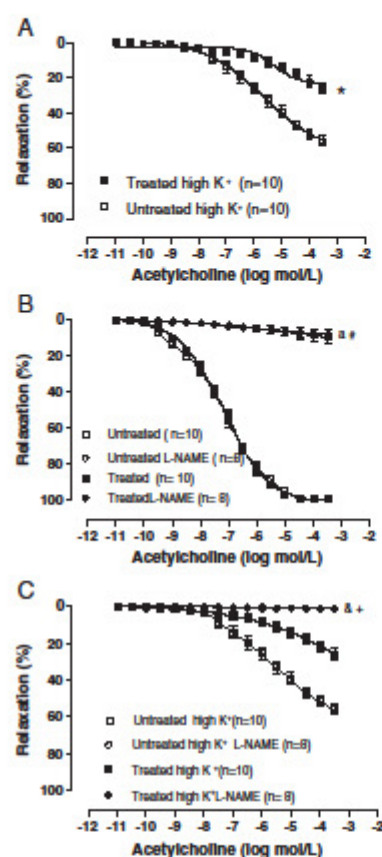 A
0
20
40
60
80
100
Relaxation (%)
*
Treated high K⁺ (n=10)
Untreated high K⁺ (n=10)
-12 -11 -10 -9 -8 -7 -6 -5 -4 -3 -2
Acetylcholine (log mol/L)
B
0
20
40
60
80
100
Relaxation (%)
a #
Untreated ( n=10)
Untreated L-NAME ( n=8)
Treated (n= 10)
TreatedL-NAME (n= 8)
-12 -11 -10 -9 -8 -7 -6 -5 -4 -3 -2
Acetylcholine (log mol/L)
C
0
20
40
60
80
100
Relaxation (%)
& +
Untreated high K⁺(n=10)
Untreated high K⁺ L-NAME (n=8)
Treated high K⁺(n=10)
Treated high K⁺L-NAME (n= 8)
-12 -11 -10 -9 -8 -7 -6 -5 -4 -3 -2
Acetylcholine (log mol/L)